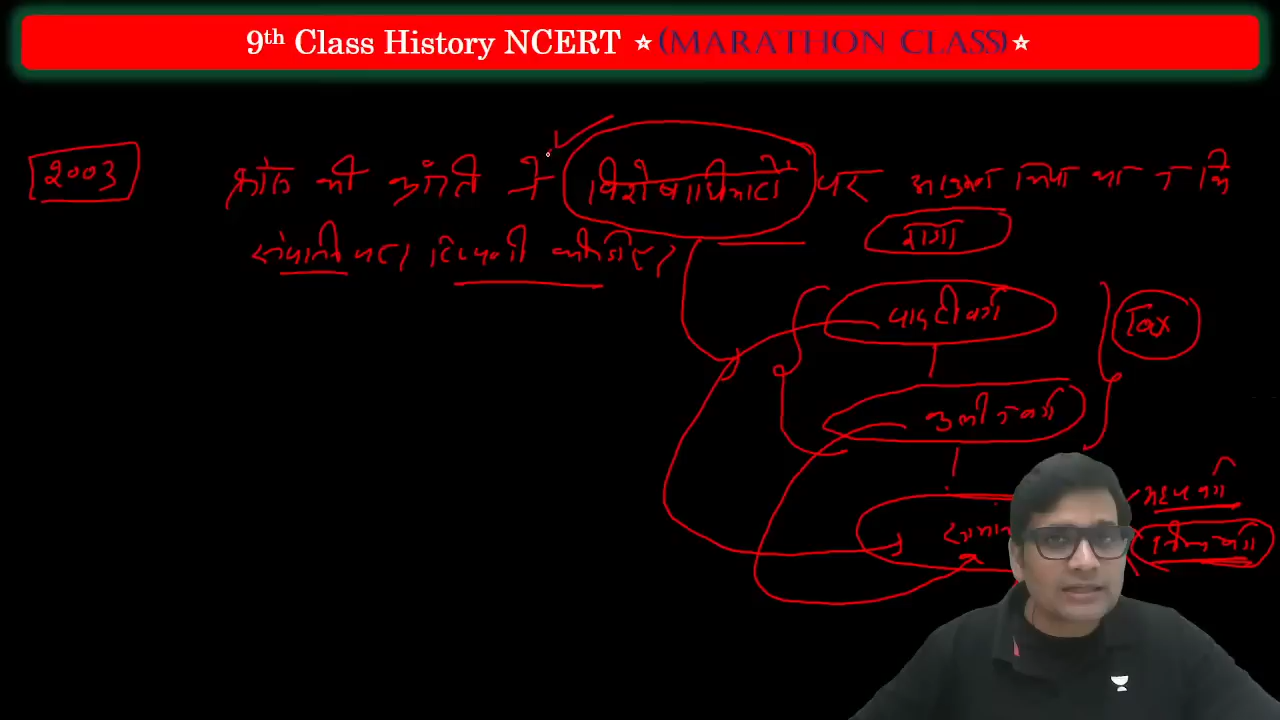 9th Class History NCERT ★(MARATHON CLASS)★
2003
फ्रांस की क्रांती ने विशेषाधिकारों पर आक्रमण किया था न कि
संपत्ती पर। टिप्पणी कीजिए?
राजा
पादरी वर्ग
Tax
कुलीन वर्ग
मध्य वर्ग
निम्न वर्ग